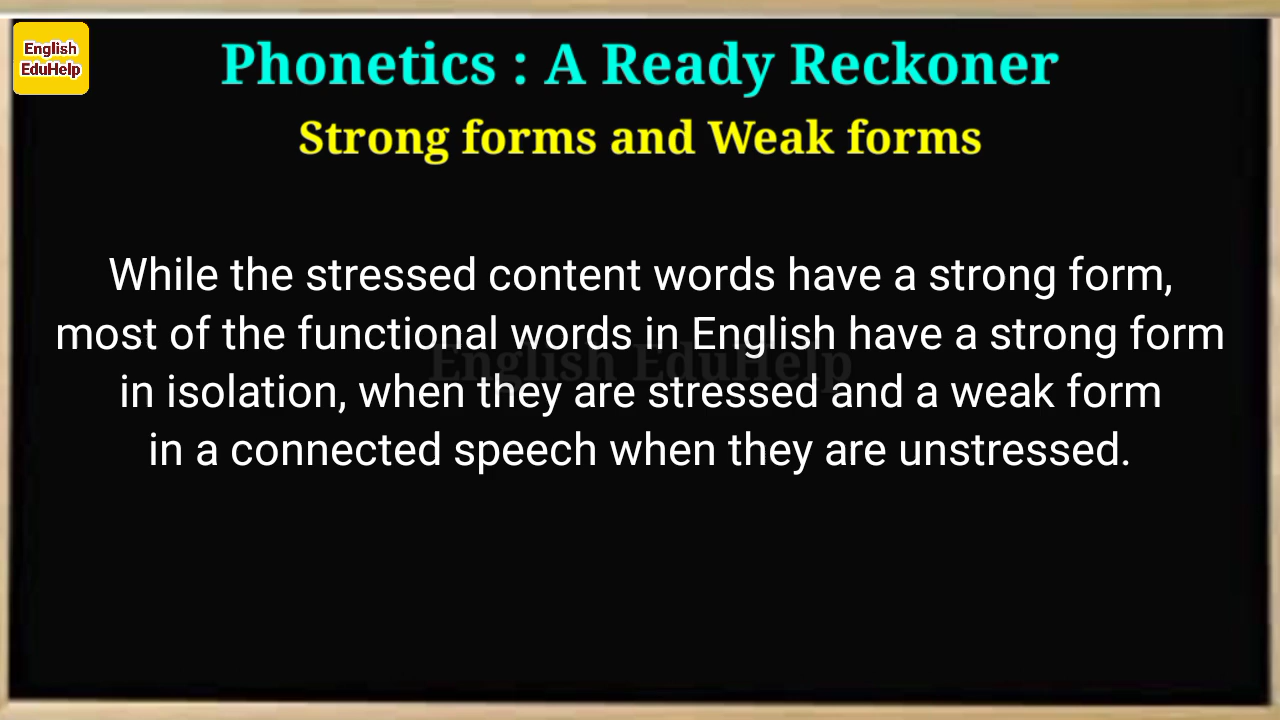 English
EduHelp
Phonetics : A Ready Reckoner
Strong forms and Weak forms
While the stressed content words have a strong form,
most of the functional words in English have a strong form
English EduHelp
in isolation, when they are stressed and a weak form
in a connected speech when they are unstressed.